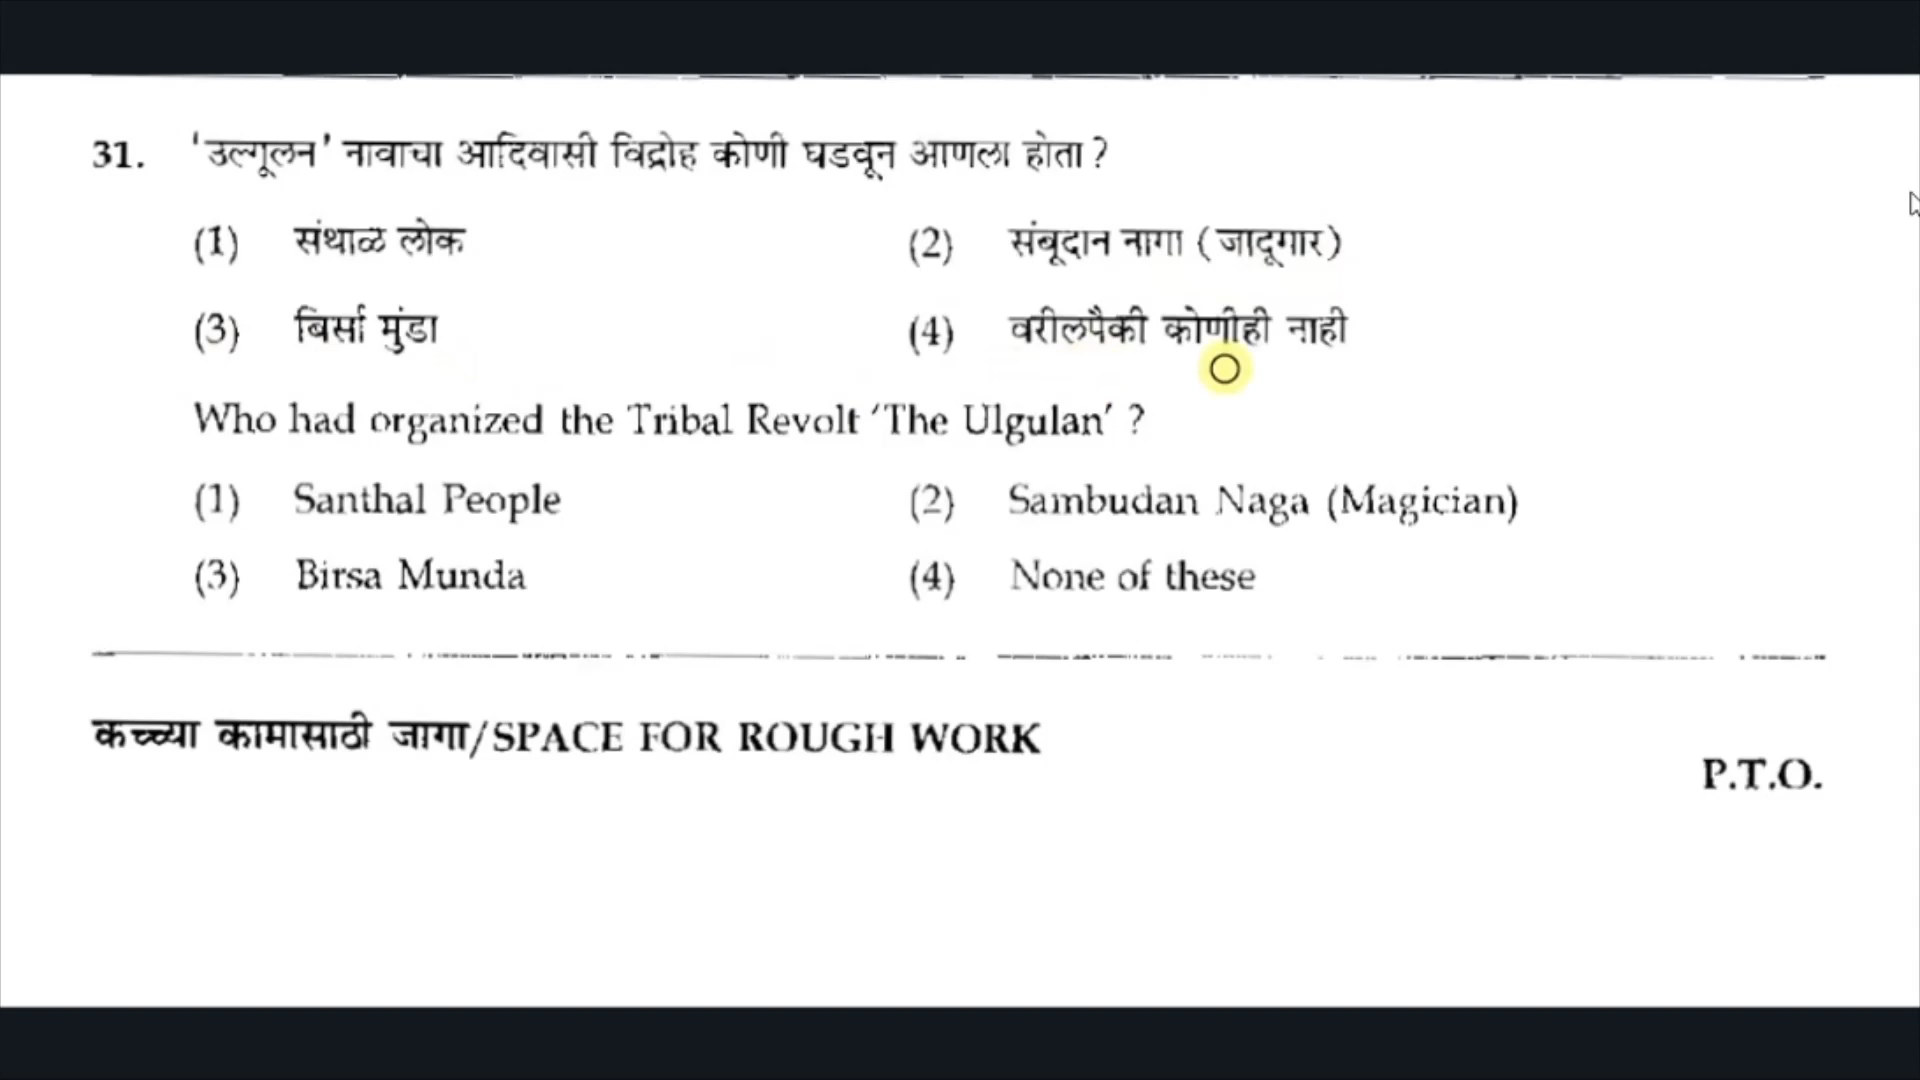 31. 'उल्गूलन' नावाचा आदिवासी विद्रोह कोणी घडवून आणला होता ?
(1) संथाळ लोक (2) संबूदान नागा (जादूगार)
(3) बिर्सा मुंडा (4) वरीलपैकी कोणीही नाही
Who had organized the Tribal Revolt 'The Ulgulan' ?
(1) Santhal People (2) Sambudan Naga (Magician)
(3) Birsa Munda (4) None of these
कच्च्या कामासाठी जागा/SPACE FOR ROUGH WORK
P.T.O.